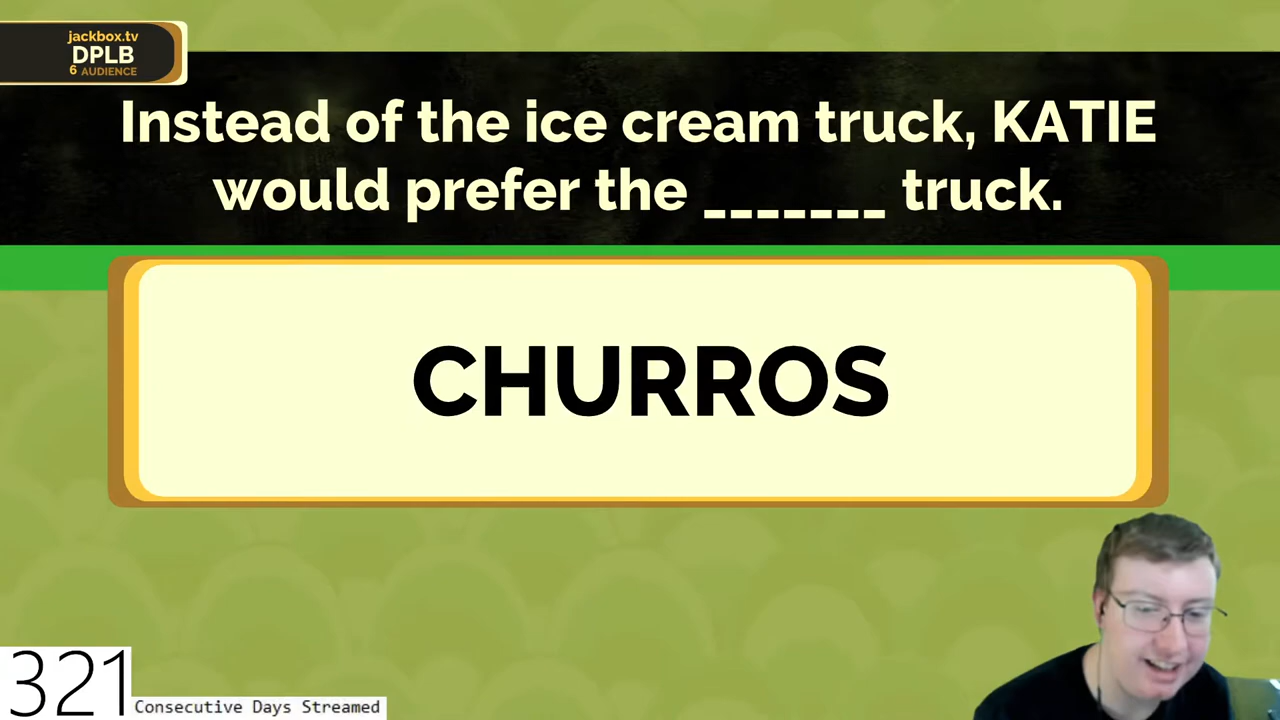 jackbox.tv
DPLB
6 AUDIENCE
Instead of the ice cream truck, KATIE
would prefer the _______ truck.
CHURROS
321
Consecutive Days Streamed